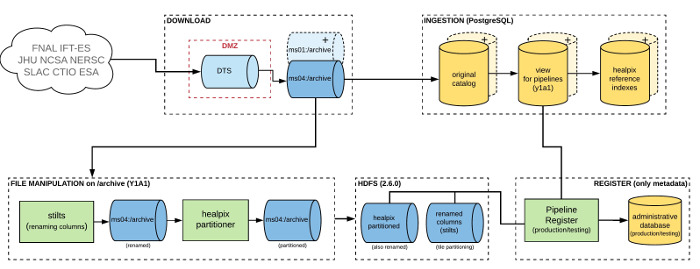 FNAL IFT-ES
JHU NCSA NERSC
SLAC CTIO ESA
DOWNLOAD
DMZ
DTS
+
ms01:/archive
ms04:/archive
INGESTION (PostgreSQL)
+
original
catalog
+
view
for pipelines
(y1a1)
+
healpix
reference
indexes
FILE MANIPULATION on /archive (Y1A1)
stilts
(renaming columns)
ms04:/archive
(renamed)
healpix
partitioner
ms04:/archive
(partitioned)
HDFS (2.6.0)
healpix
partitioned
(also renamed)
renamed
columns
(stilts)
(tile partitioning)
REGISTER (only metadata)
Pipeline
Register
(production/testing)
administrative
database
(production/testing)